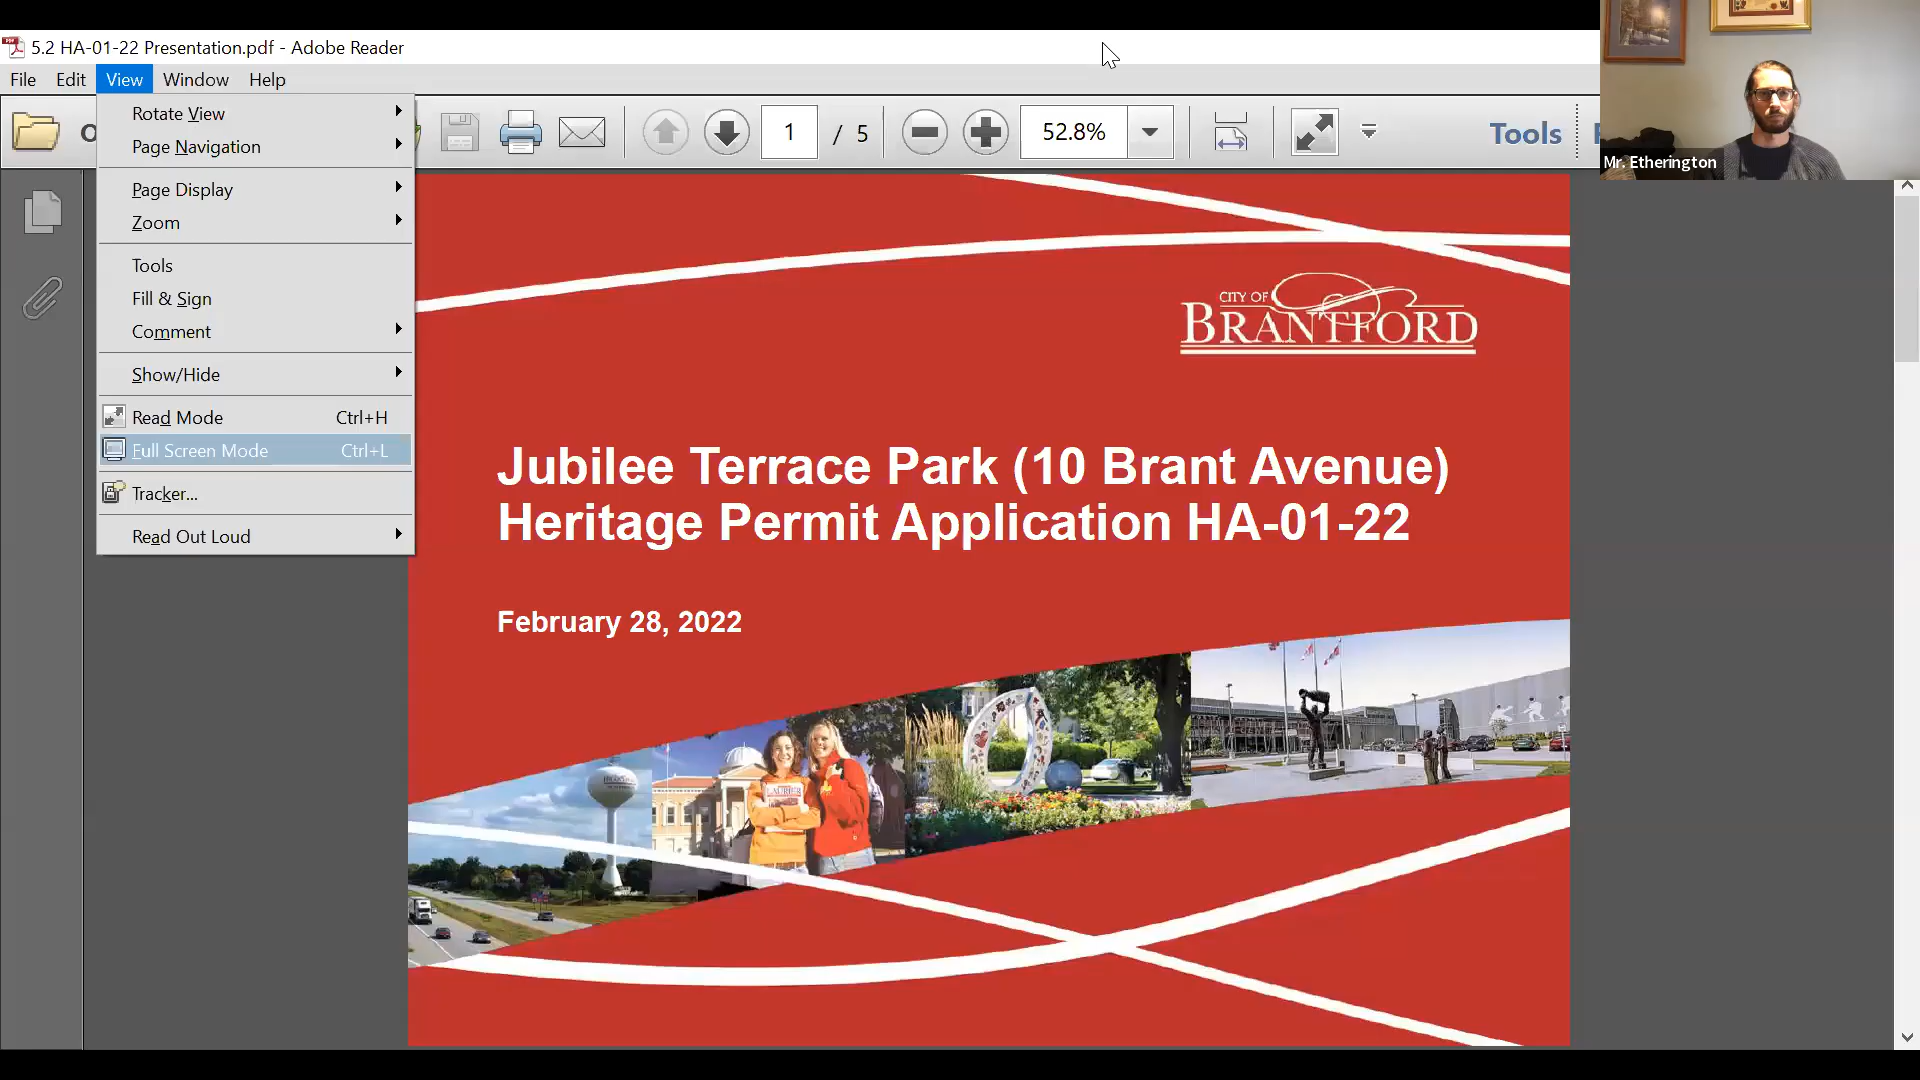 5.2 HA-01-22 Presentation.pdf - Adobe Reader
File Edit View Window Help
Rotate View
Page Navigation
Page Display
Zoom
Tools
Fill & Sign
Comment
Show/Hide
Read Mode Ctrl+H
Full Screen Mode Ctrl+L
Tracker...
Read Out Loud
1 / 5
52.8%
Tools
Mr. Etherington
CITY OF
BRANTFORD
Jubilee Terrace Park (10 Brant Avenue)
Heritage Permit Application HA-01-22
February 28, 2022
LAURIER